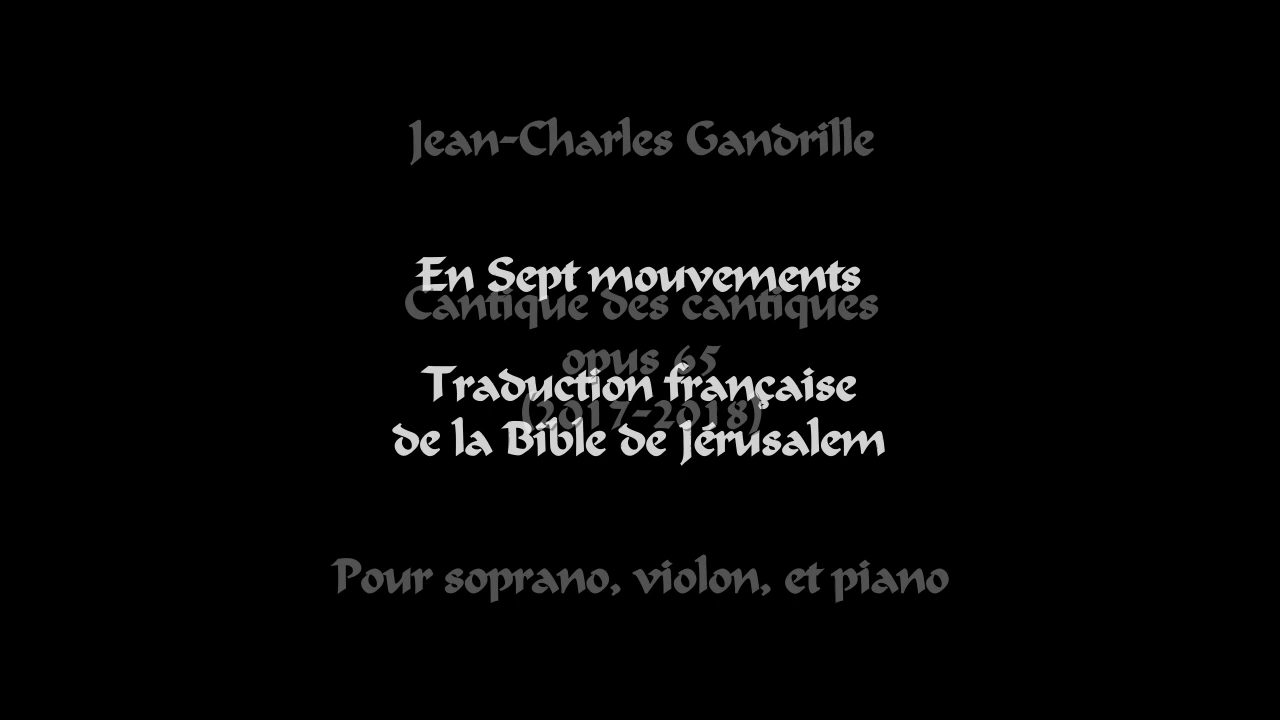 Jean-Charles Gandrille
En Sept mouvements
Cantique des cantiques
opus 65
Traduction française
(2017-2018)
de la Bible de Jérusalem
Pour soprano, violon, et piano